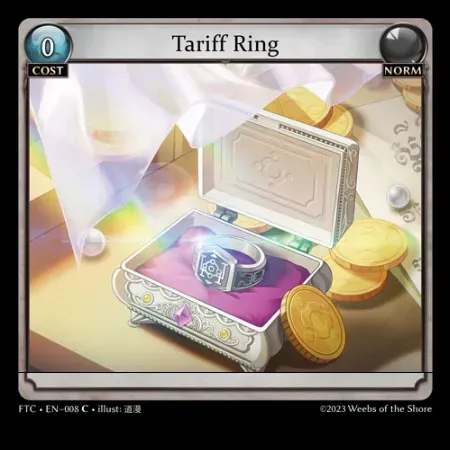 0
Tariff Ring
COST
NORM
FTC • EN-008 C • illust: 道漫
©2023 Weebs of the Shore